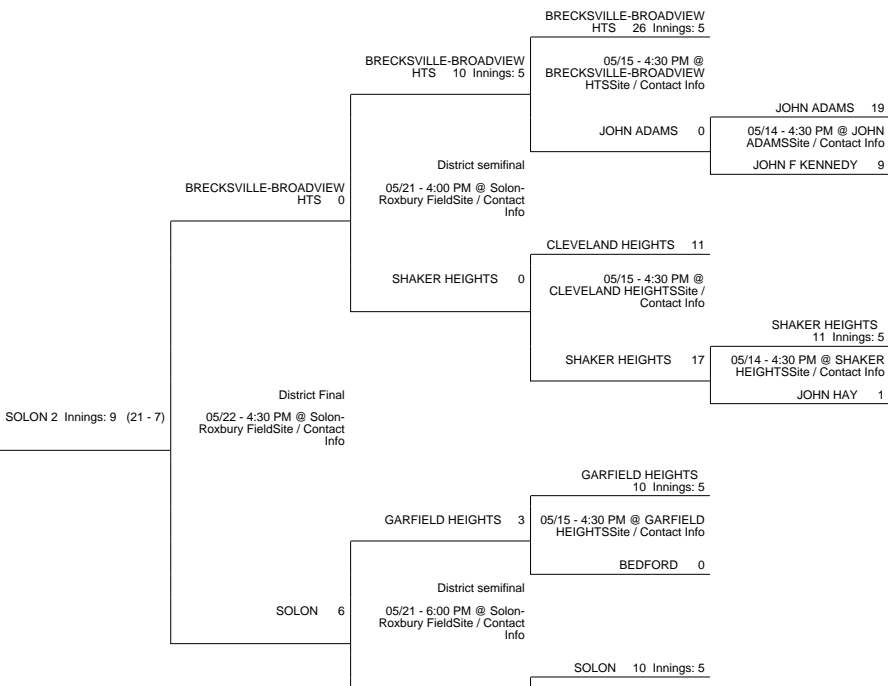 BRECKSVILLE-BROADVIEW
HTS 26 Innings: 5
BRECKSVILLE-BROADVIEW
HTS 10 Innings: 5
05/15 - 4:30 PM @
BRECKSVILLE-BROADVIEW
HTSSite / Contact Info
JOHN ADAMS 19
JOHN ADAMS 0
05/14 - 4:30 PM @ JOHN
ADAMSSite / Contact Info
JOHN F KENNEDY 9
District semifinal
BRECKSVILLE-BROADVIEW
HTS 0
05/21 - 4:00 PM @ Solon-
Roxbury FieldSite / Contact
Info
CLEVELAND HEIGHTS 11
SHAKER HEIGHTS 0
05/15 - 4:30 PM @
CLEVELAND HEIGHTSSite /
Contact Info
SHAKER HEIGHTS
11 Innings: 5
SHAKER HEIGHTS 17
05/14 - 4:30 PM @ SHAKER
HEIGHTSSite / Contact Info
JOHN HAY 1
District Final
SOLON 2 Innings: 9 (21 - 7)
05/22 - 4:30 PM @ Solon-
Roxbury FieldSite / Contact
Info
GARFIELD HEIGHTS
10 Innings: 5
GARFIELD HEIGHTS 3
05/15 - 4:30 PM @ GARFIELD
HEIGHTSSite / Contact Info
BEDFORD 0
District semifinal
SOLON 6
05/21 - 6:00 PM @ Solon-
Roxbury FieldSite / Contact
Info
SOLON 10 Innings: 5